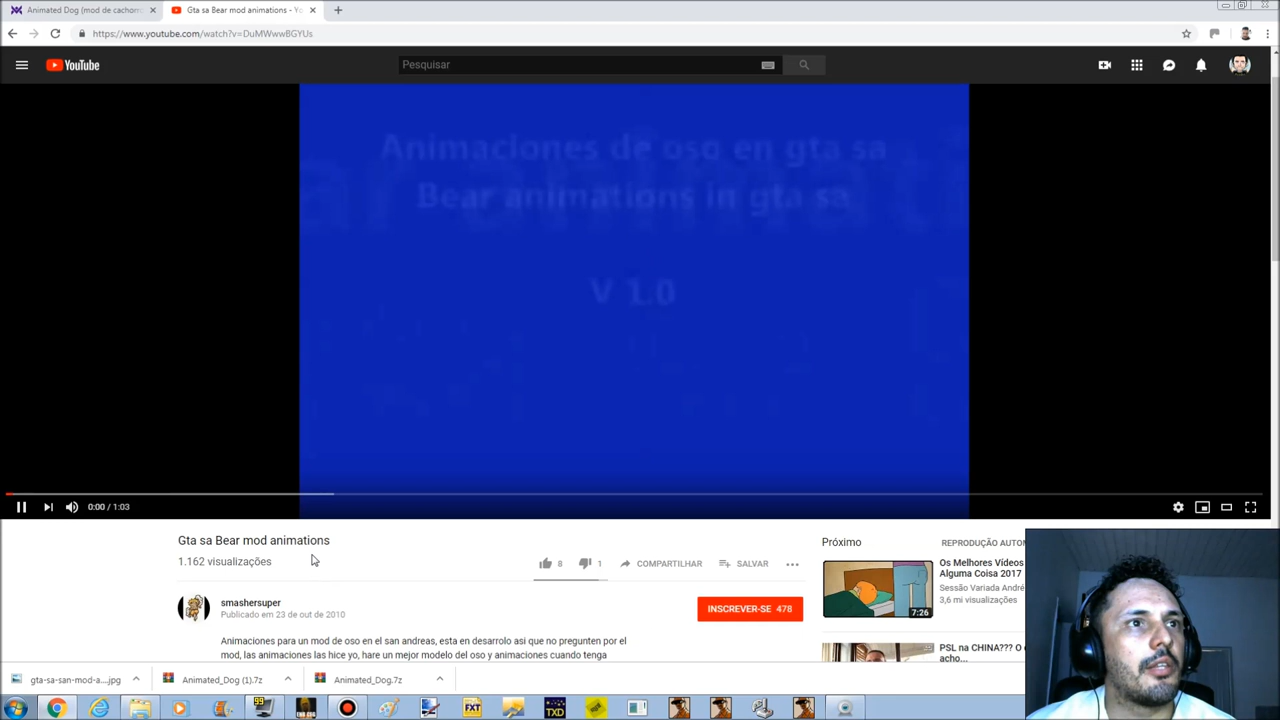 Animated Dog (mod de cachorr
Gta sa Bear mod animations - Yo
https://www.youtube.com/watch?v=DuMWwwBGYUs
YouTube
Pesquisar
Animaciones de oso en gta sa
Bear animations in gta sa
V 1.0
0:00 / 1:03
Gta sa Bear mod animations
1.162 visualizações
8
1
COMPARTILHAR
SALVAR
smashersuper
Publicado em 23 de out de 2010
INSCREVER-SE 478
Animaciones para un mod de oso en el san andreas, esta en desarrolo asi que no pregunten por el
mod, las animaciones las hice yo, hare un mejor modelo del oso y animaciones cuando tenga
Próximo
REPRODUÇÃO AUTOM
Os Melhores Vídeos
Alguma Coisa 2017
Sessão Variada André
3,6 mi visualizações
7:26
PSL na CHINA??? O
acho...
gta-sa-san-mod-a....jpg
Animated_Dog (1).7z
Animated_Dog.7z
99
FXT
TXD